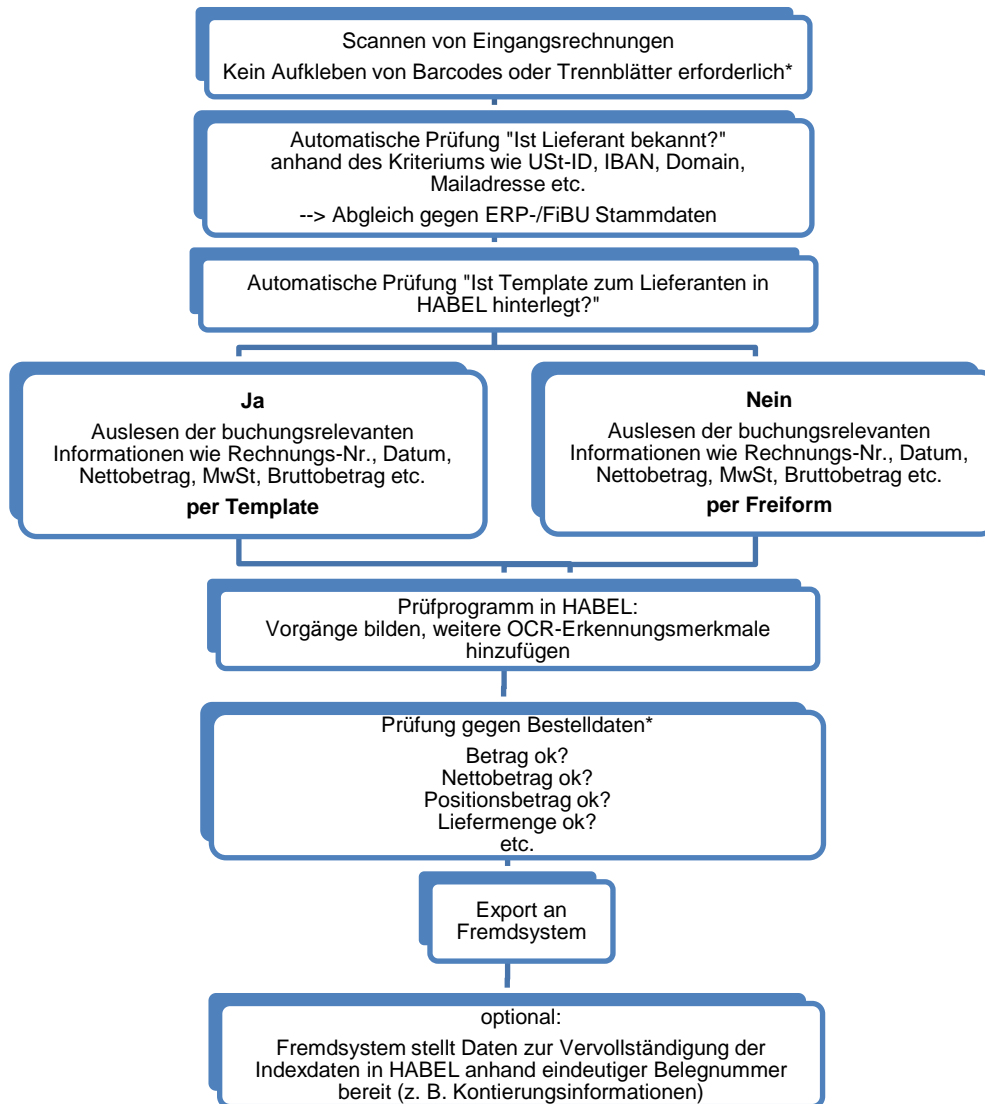 Scannen von Eingangsrechnungen
Kein Aufkleben von Barcodes oder Trennblätter erforderlich*
Automatische Prüfung "Ist Lieferant bekannt?"
anhand des Kriteriums wie USt-ID, IBAN, Domain,
Mailadresse etc.
--> Abgleich gegen ERP-/FiBU Stammdaten
Automatische Prüfung "Ist Template zum Lieferanten in
HABEL hinterlegt?"
Ja
Auslesen der buchungsrelevanten
Informationen wie Rechnungs-Nr., Datum,
Nettobetrag, MwSt, Bruttobetrag etc.
per Template
Nein
Auslesen der buchungsrelevanten
Informationen wie Rechnungs-Nr., Datum,
Nettobetrag, MwSt, Bruttobetrag etc.
per Freiform
Prüfprogramm in HABEL:
Vorgänge bilden, weitere OCR-Erkennungsmerkmale
hinzufügen
Prüfung gegen Bestelldaten*
Betrag ok?
Nettobetrag ok?
Positionsbetrag ok?
Liefermenge ok?
etc.
Export an
Fremdsystem
optional:
Fremdsystem stellt Daten zur Vervollständigung der
Indexdaten in HABEL anhand eindeutiger Belegnummer
bereit (z. B. Kontierungsinformationen)